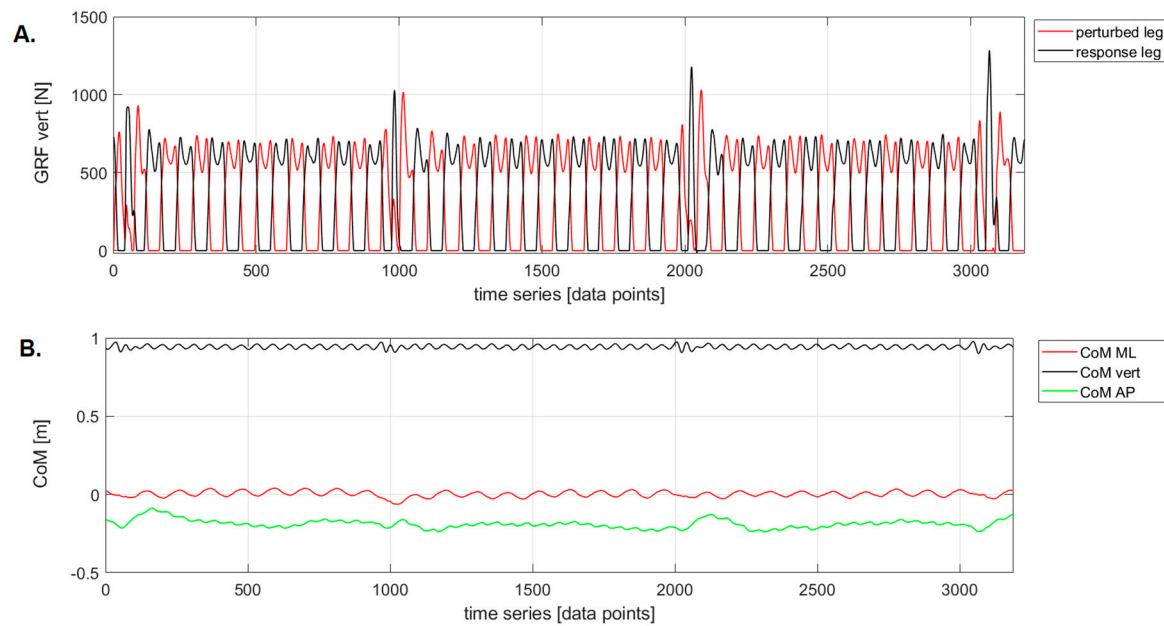 A.
1500
1000
500
0
GRF vert [N]
0
500
1000
1500
2000
2500
3000
time series [data points]
perturbed leg
response leg
B.
1
0.5
0
-0.5
CoM [m]
0
500
1000
1500
2000
2500
3000
time series [data points]
CoM ML
CoM vert
CoM AP